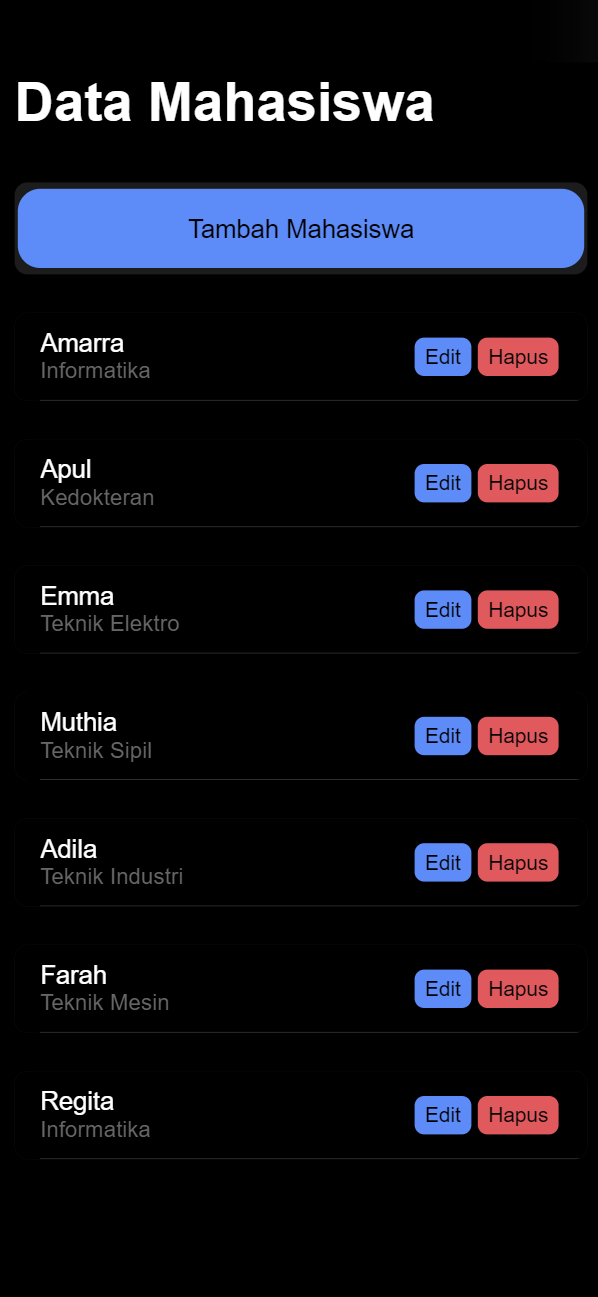 Data Mahasiswa
Tambah Mahasiswa
Amarra
Informatika
Edit Hapus
Apul
Kedokteran
Edit Hapus
Emma
Teknik Elektro
Edit Hapus
Muthia
Teknik Sipil
Edit Hapus
Adila
Teknik Industri
Edit Hapus
Farah
Teknik Mesin
Edit Hapus
Regita
Informatika
Edit Hapus